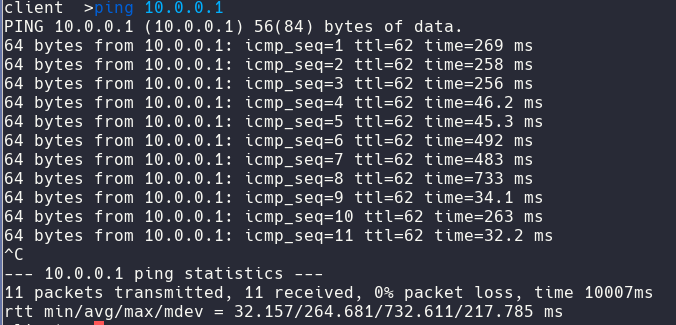 client  >ping 10.0.0.1
PING 10.0.0.1 (10.0.0.1) 56(84) bytes of data.
64 bytes from 10.0.0.1: icmp_seq=1 ttl=62 time=269 ms
64 bytes from 10.0.0.1: icmp_seq=2 ttl=62 time=258 ms
64 bytes from 10.0.0.1: icmp_seq=3 ttl=62 time=256 ms
64 bytes from 10.0.0.1: icmp_seq=4 ttl=62 time=46.2 ms
64 bytes from 10.0.0.1: icmp_seq=5 ttl=62 time=45.3 ms
64 bytes from 10.0.0.1: icmp_seq=6 ttl=62 time=492 ms
64 bytes from 10.0.0.1: icmp_seq=7 ttl=62 time=483 ms
64 bytes from 10.0.0.1: icmp_seq=8 ttl=62 time=733 ms
64 bytes from 10.0.0.1: icmp_seq=9 ttl=62 time=34.1 ms
64 bytes from 10.0.0.1: icmp_seq=10 ttl=62 time=263 ms
64 bytes from 10.0.0.1: icmp_seq=11 ttl=62 time=32.2 ms
^C
--- 10.0.0.1 ping statistics ---
11 packets transmitted, 11 received, 0% packet loss, time 10007ms
rtt min/avg/max/mdev = 32.157/264.681/732.611/217.785 ms